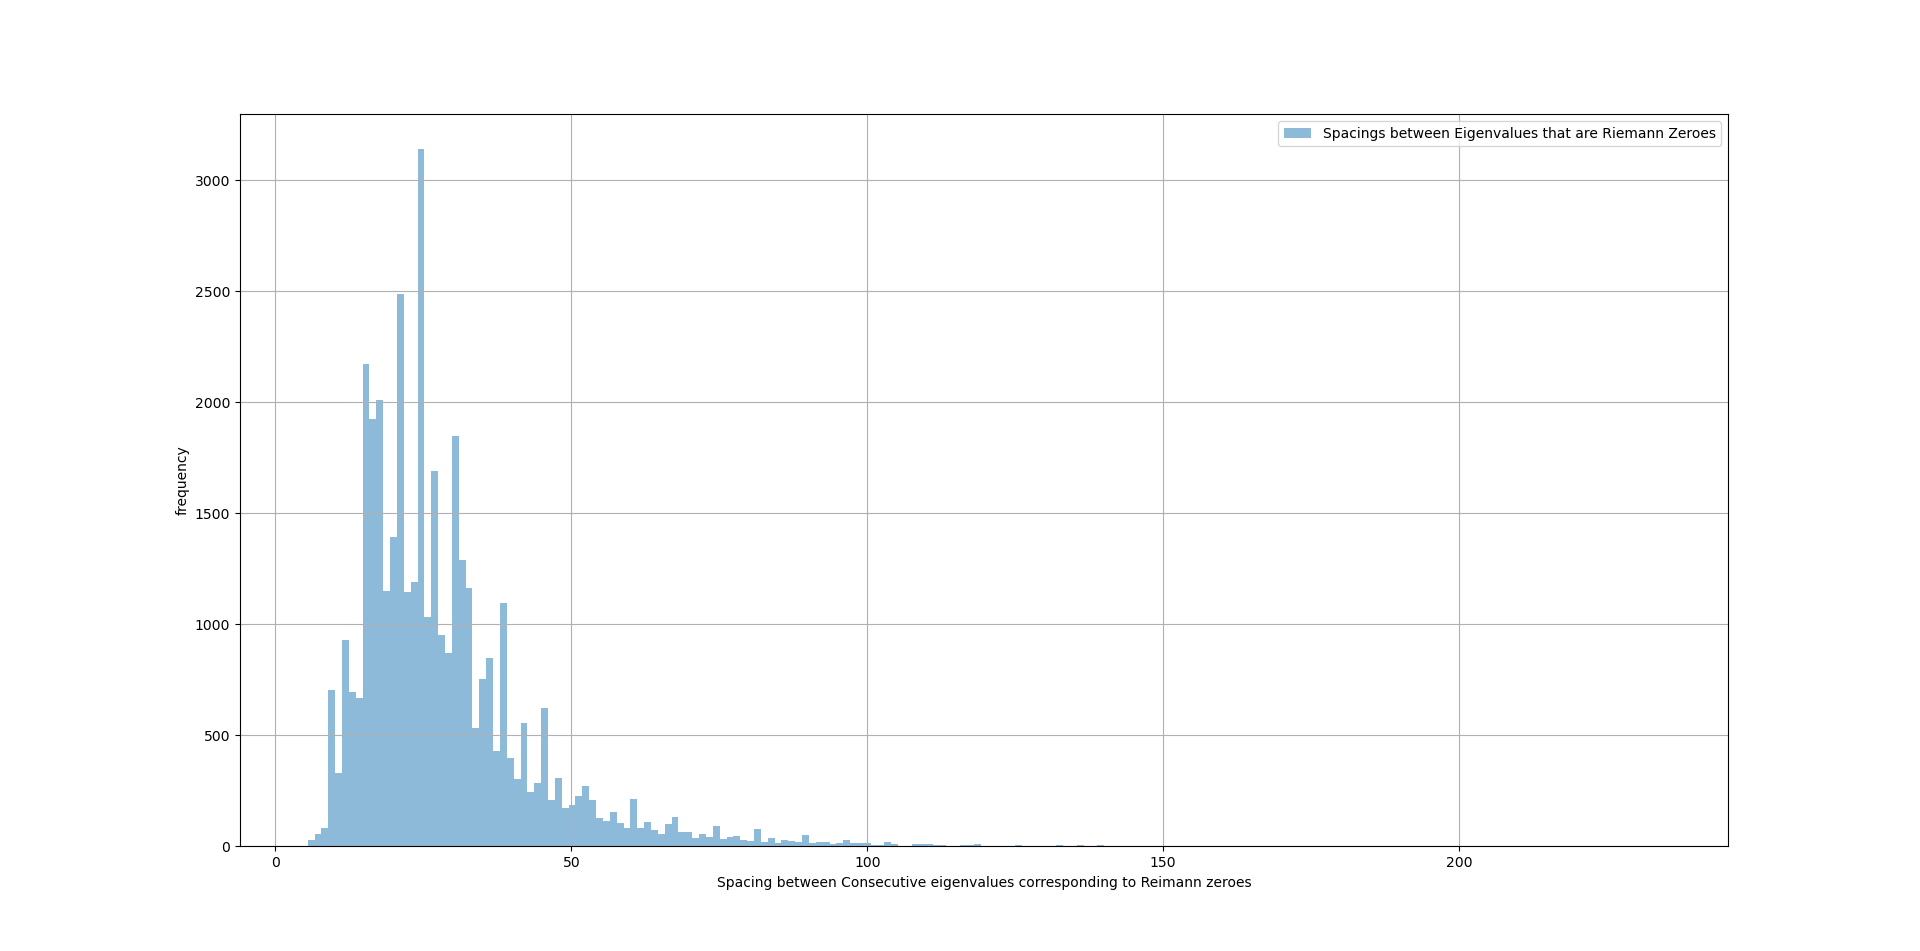 Spacings between Eigenvalues that are Riemann Zeroes
3000
2500
2000
1500
1000
500
0
frequency
0 50 100 150 200
Spacing between Consecutive eigenvalues corresponding to Reimann zeroes